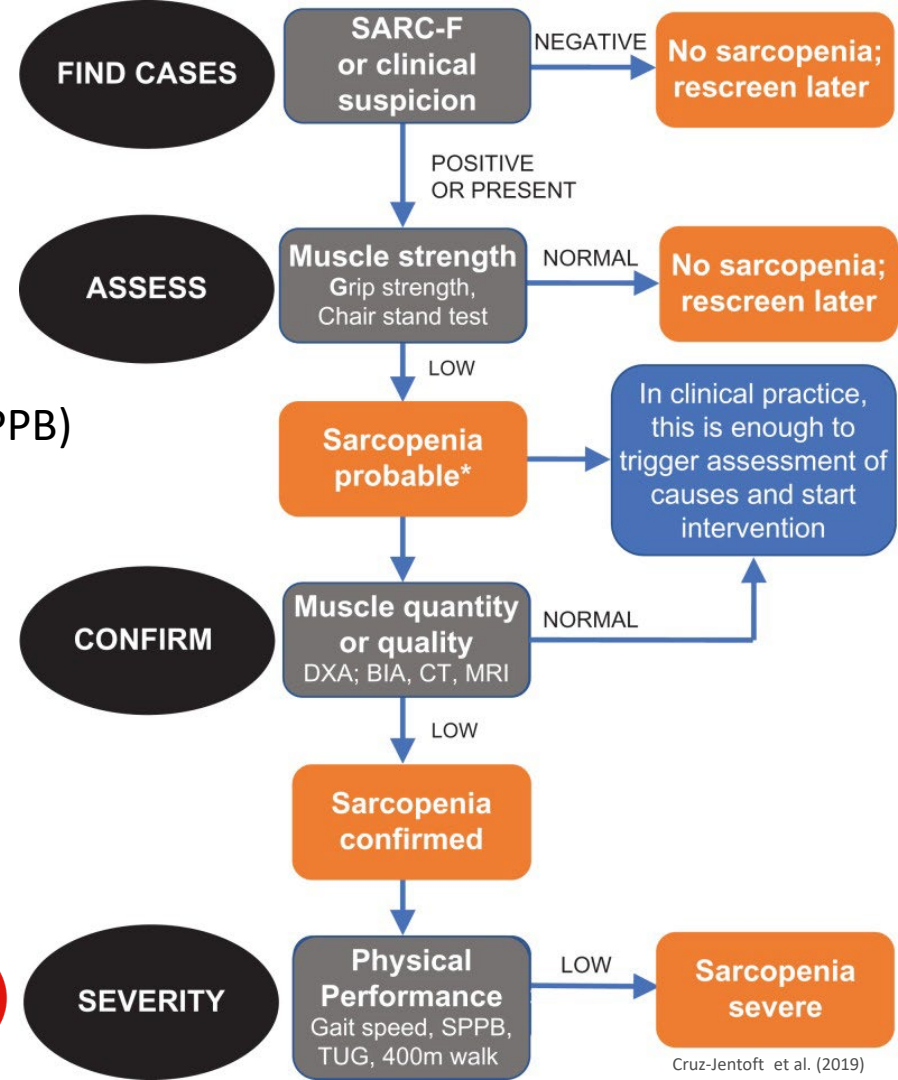 FIND CASES
SARC-F
or clinical
suspicion
NEGATIVE
No sarcopenia;
rescreen later
POSITIVE
OR PRESENT
ASSESS
Muscle strength
Grip strength,
Chair stand test
NORMAL
No sarcopenia;
rescreen later
LOW
PPB)
Sarcopenia
probable*
In clinical practice,
this is enough to
trigger assessment of
causes and start
intervention
CONFIRM
Muscle quantity
or quality
DXA; BIA, CT, MRI
NORMAL
LOW
Sarcopenia
confirmed
SEVERITY
Physical
Performance
Gait speed, SPPB,
TUG, 400m walk
LOW
Sarcopenia
severe
Cruz-Jentoft et al. (2019)